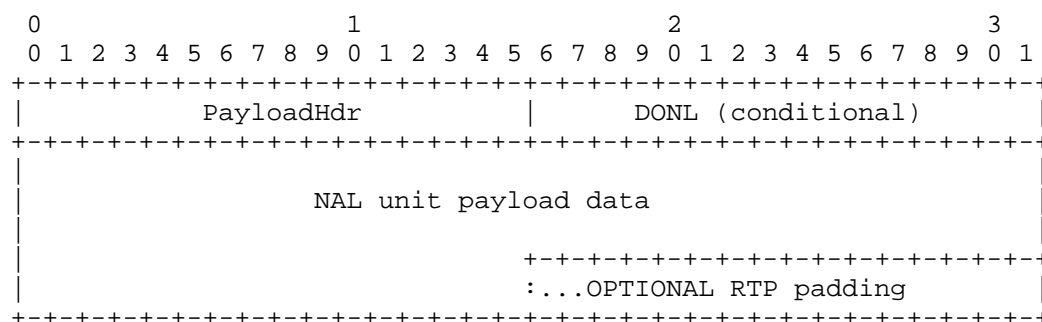 0                   1                   2                   3
 0 1 2 3 4 5 6 7 8 9 0 1 2 3 4 5 6 7 8 9 0 1 2 3 4 5 6 7 8 9 0 1
+-+-+-+-+-+-+-+-+-+-+-+-+-+-+-+-+-+-+-+-+-+-+-+-+-+-+-+-+-+-+-+-+
|           PayloadHdr          |      DONL (conditional)       |
+-+-+-+-+-+-+-+-+-+-+-+-+-+-+-+-+-+-+-+-+-+-+-+-+-+-+-+-+-+-+-+-+
|                                                               |
|                  NAL unit payload data                        |
|                                                               |
|                               +-+-+-+-+-+-+-+-+-+-+-+-+-+-+-+-+
|                               :...OPTIONAL RTP padding        |
+-+-+-+-+-+-+-+-+-+-+-+-+-+-+-+-+-+-+-+-+-+-+-+-+-+-+-+-+-+-+-+-+